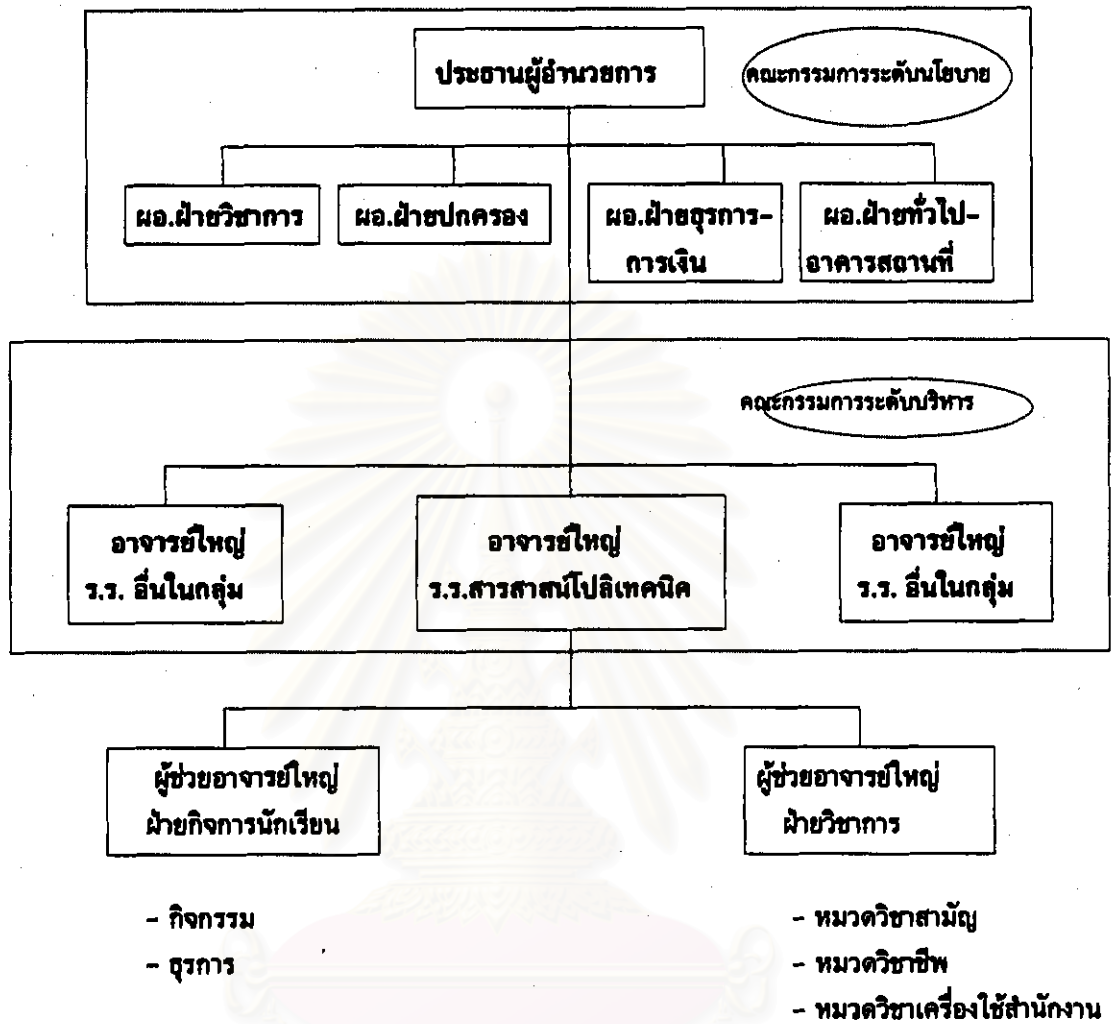 ประธานผู้อำนวยการ
คณะกรรมการระดับนโยบาย
ผอ.ฝ่ายวิชาการ
ผอ.ฝ่ายปกครอง
ผอ.ฝ่ายธุรการ-
การเงิน
ผอ.ฝ่ายทั่วไป-
อาคารสถานที่
คณะกรรมการระดับบริหาร
อาจารย์ใหญ่
ร.ร. อื่นในกลุ่ม
อาจารย์ใหญ่
ร.ร.สารสาสน์โปลิเทคนิค
อาจารย์ใหญ่
ร.ร. อื่นในกลุ่ม
ผู้ช่วยอาจารย์ใหญ่
ฝ่ายกิจการนักเรียน
ผู้ช่วยอาจารย์ใหญ่
ฝ่ายวิชาการ
- กิจกรรม
- ธุรการ
- หมวดวิชาสามัญ
- หมวดวิชาชีพ
- หมวดวิชาเครื่องใช้สำนักงาน